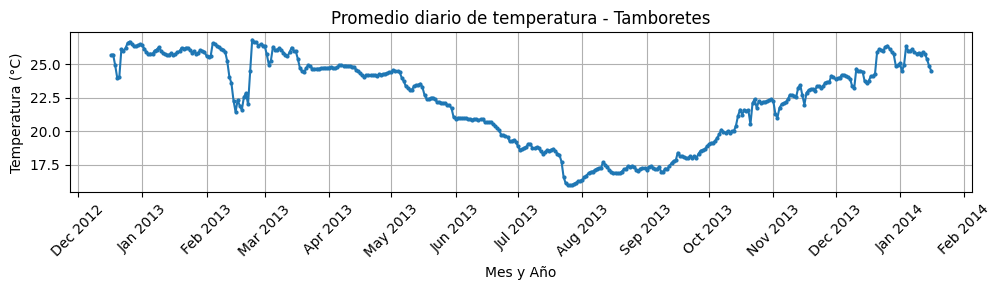 Promedio diario de temperatura - Tamboretes
Temperatura (°C)
25.0
22.5
20.0
17.5
Dec 2012
Jan 2013
Feb 2013
Mar 2013
Apr 2013
May 2013
Jun 2013
Jul 2013
Aug 2013
Sep 2013
Oct 2013
Nov 2013
Dec 2013
Jan 2014
Feb 2014
Mes y Año